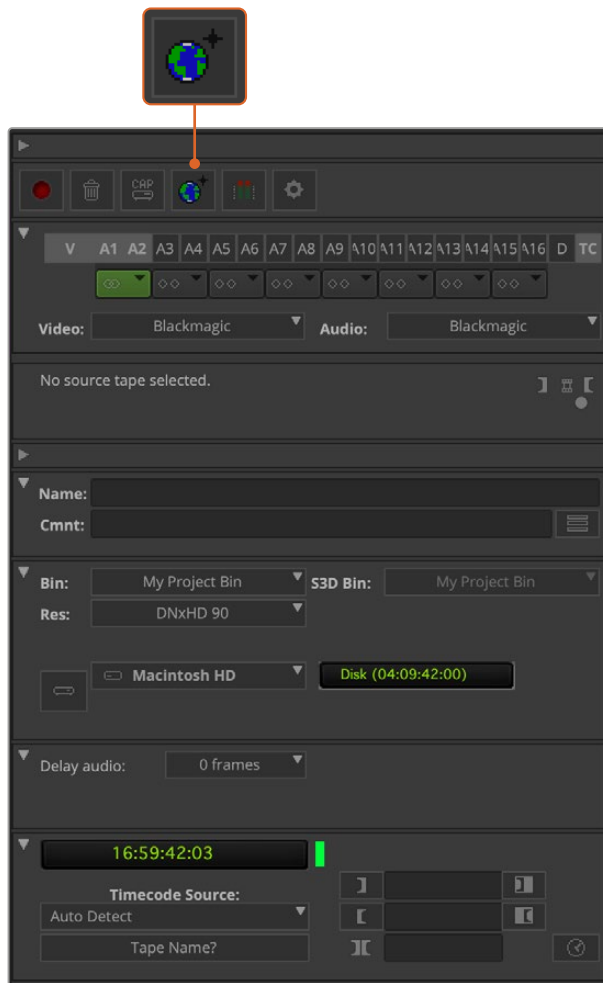 CAP
V A1 A2 A3 A4 A5 A6 A7 A8 A9 A10 A11 A12 A13 A14 A15 A16 D TC
Video: Blackmagic Audio: Blackmagic
No source tape selected.
Name:
Cmnt:
Bin: My Project Bin S3D Bin: My Project Bin
Res: DNxHD 90
Macintosh HD Disk (04:09:42:00)
Delay audio: 0 frames
16:59:42:03
Timecode Source:
Auto Detect
Tape Name?